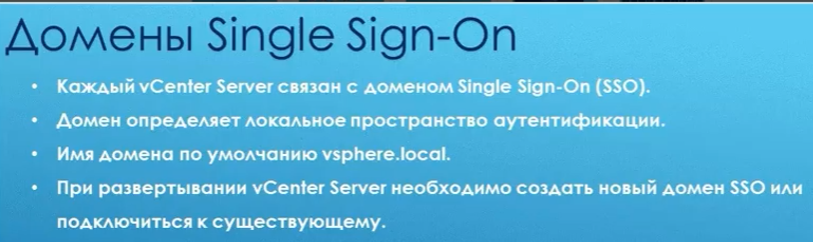 Домены Single Sign-On
• Каждый vCenter Server связан с доменом Single Sign-On (SSO).
• Домен определяет локальное пространство аутентификации.
• Имя домена по умолчанию vsphere.local.
• При развертывании vCenter Server необходимо создать новый домен SSO или
подключиться к существующему.